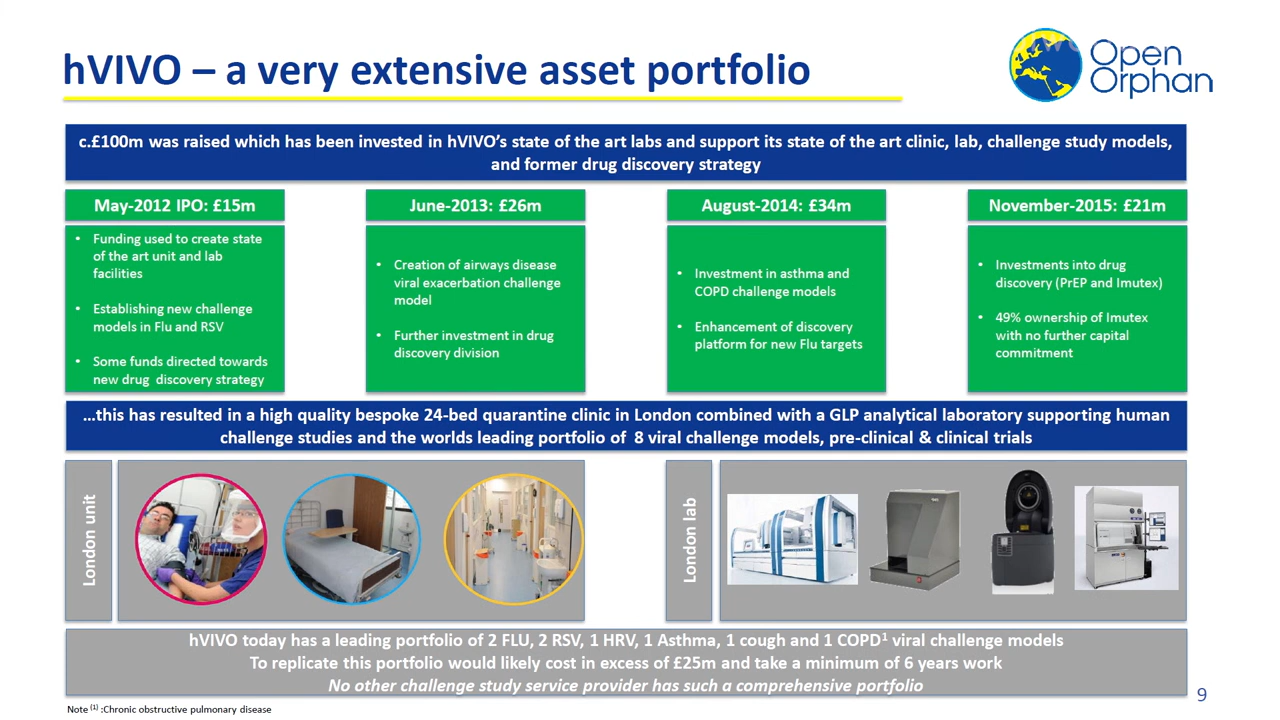 hVIVO – a very extensive asset portfolio
Open
Orphan
c.£100m was raised which has been invested in hVIVO's state of the art labs and support its state of the art clinic, lab, challenge study models,
and former drug discovery strategy
May-2012 IPO: £15m
• Funding used to create state
of the art unit and lab
facilities
• Establishing new challenge
models in Flu and RSV
• Some funds directed towards
new drug discovery strategy
June-2013: £26m
• Creation of airways disease
viral exacerbation challenge
model
• Further investment in drug
discovery division
August-2014: £34m
• Investment in asthma and
COPD challenge models
• Enhancement of discovery
platform for new Flu targets
November-2015: £21m
• Investments into drug
discovery (PrEP and Imutex)
• 49% ownership of Imutex
with no further capital
commitment
...this has resulted in a high quality bespoke 24-bed quarantine clinic in London combined with a GLP analytical laboratory supporting human
challenge studies and the worlds leading portfolio of 8 viral challenge models, pre-clinical & clinical trials
London unit
London lab
hVIVO today has a leading portfolio of 2 FLU, 2 RSV, 1 HRV, 1 Asthma, 1 cough and 1 COPD¹ viral challenge models
To replicate this portfolio would likely cost in excess of £25m and take a minimum of 6 years work
No other challenge study service provider has such a comprehensive portfolio
Note ⁽¹⁾ :Chronic obstructive pulmonary disease
9